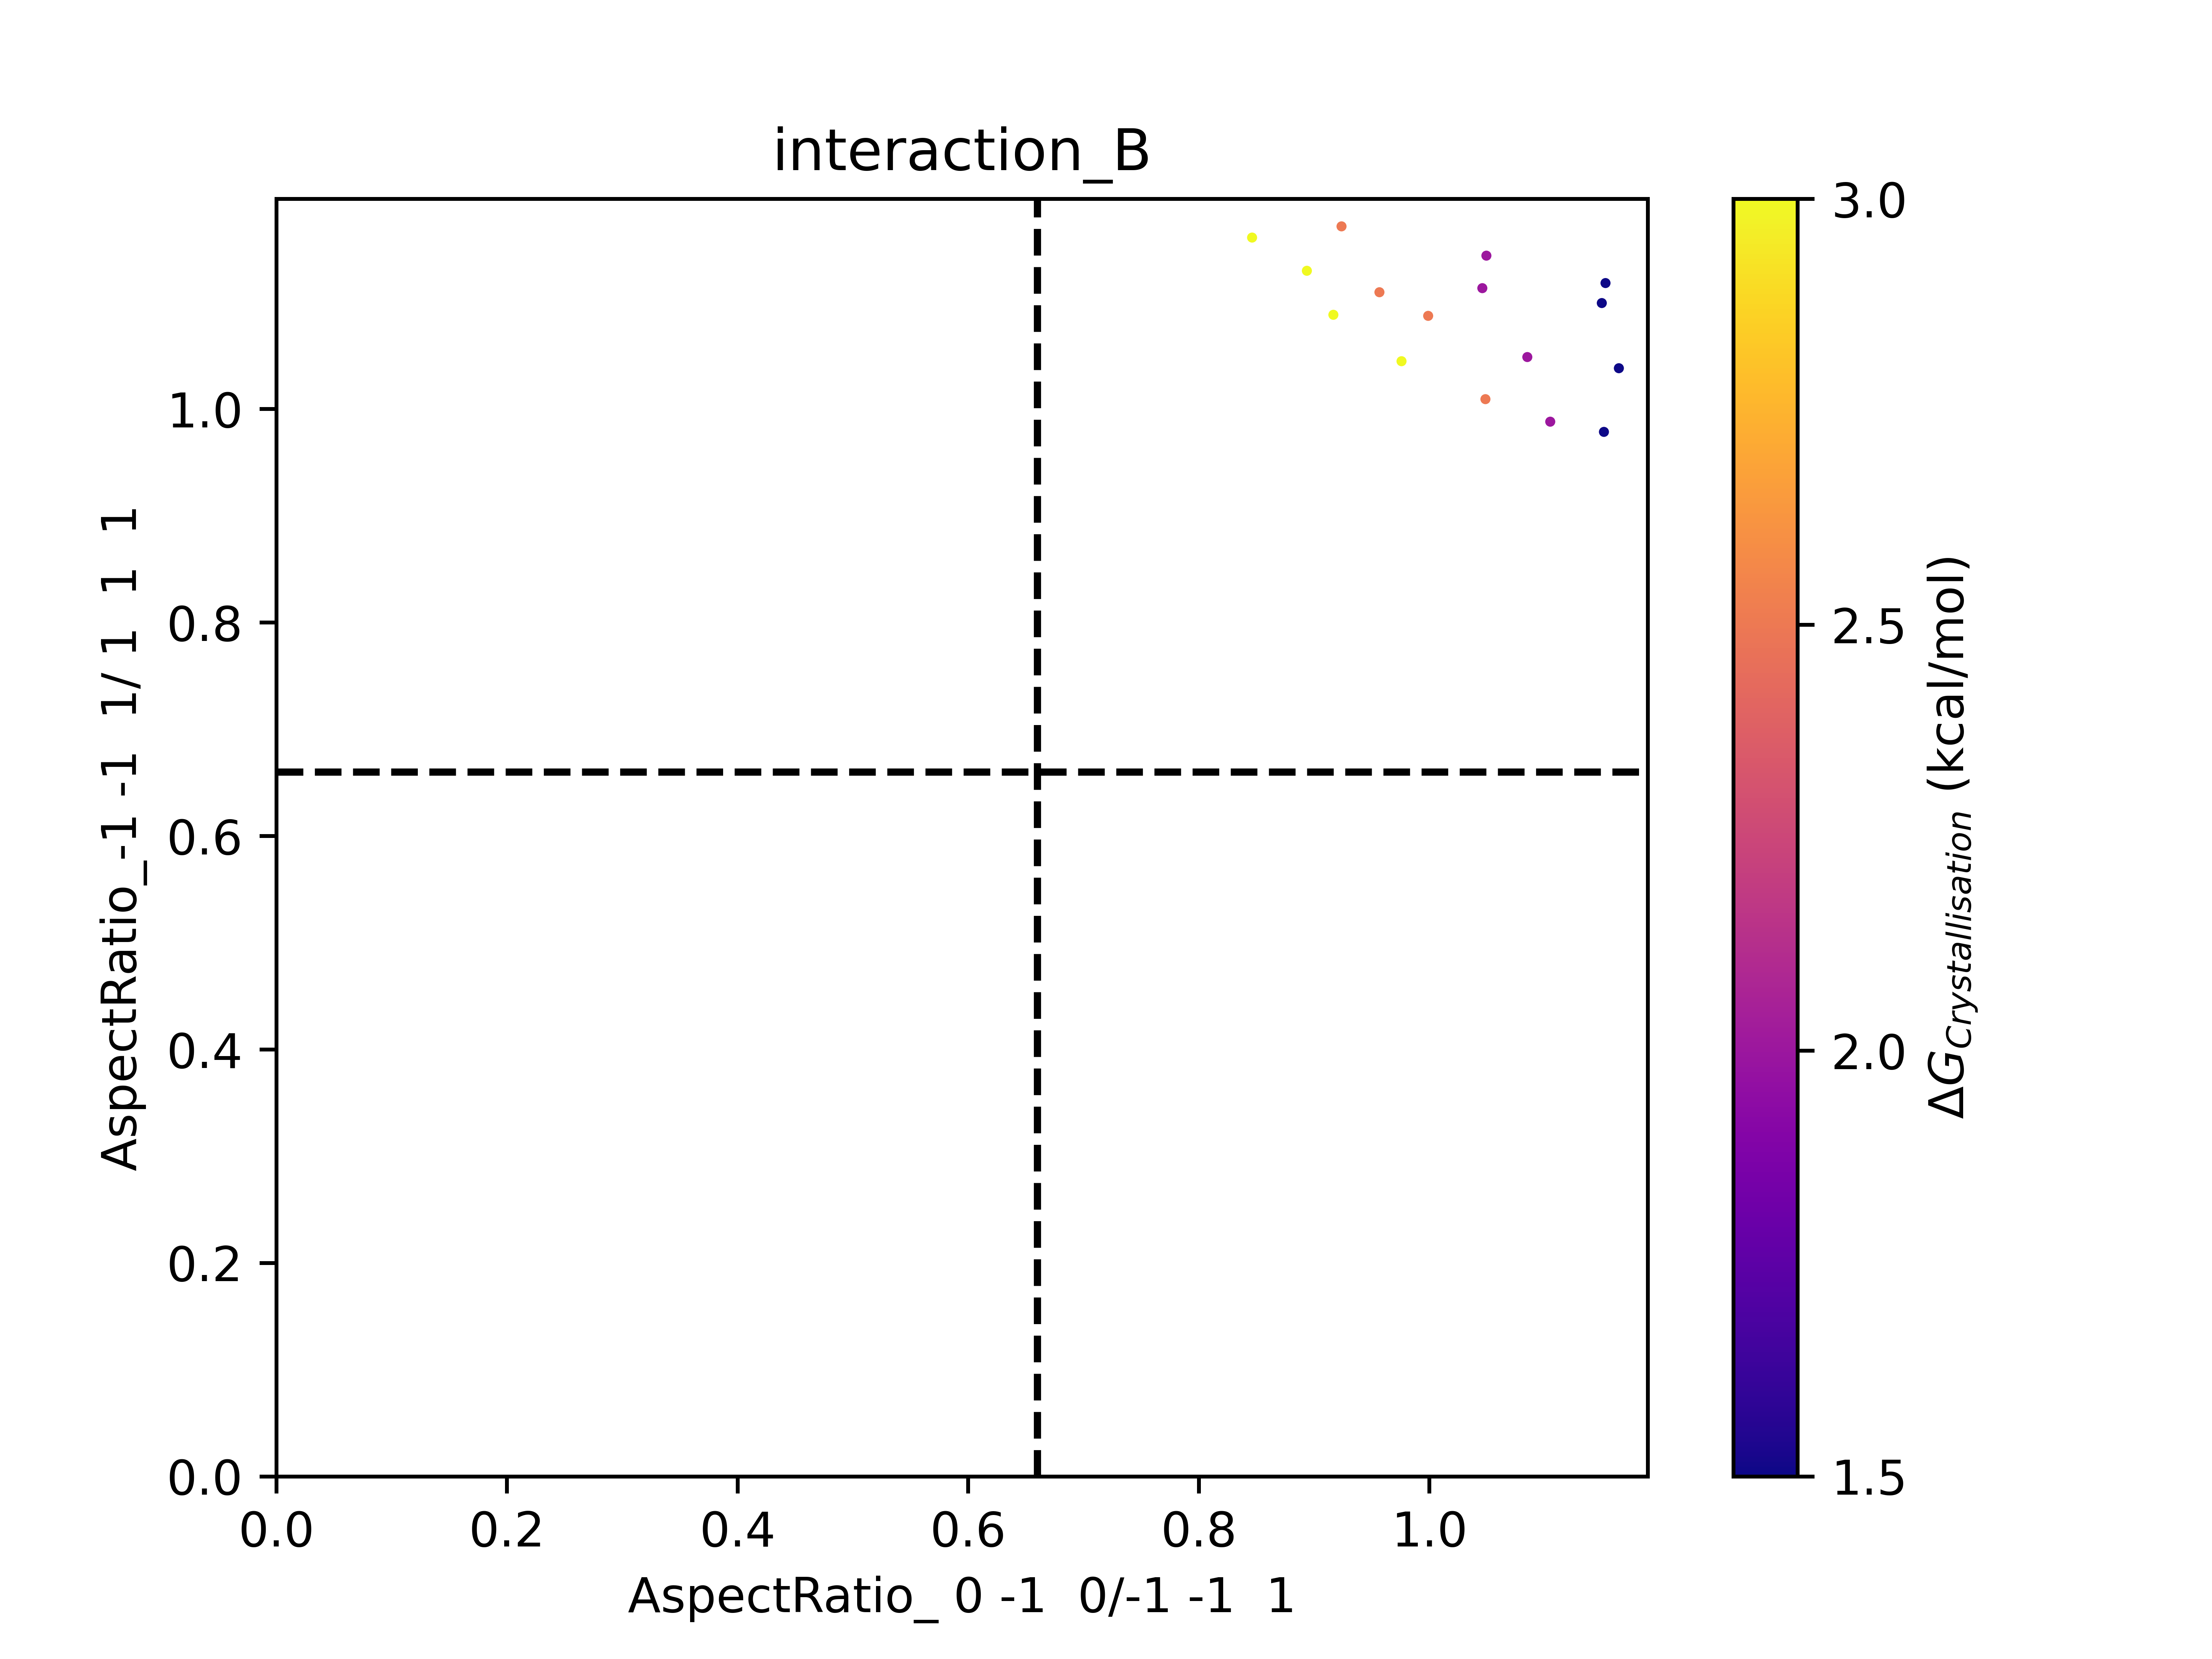 interaction_B
AspectRatio_-1 -1  1/ 1  1  1
1.0
0.8
0.6
0.4
0.2
0.0
0.0 0.2 0.4 0.6 0.8 1.0
AspectRatio_ 0 -1  0/-1 -1  1
3.0
2.5
2.0
1.5
ΔG_Crystallisation (kcal/mol)